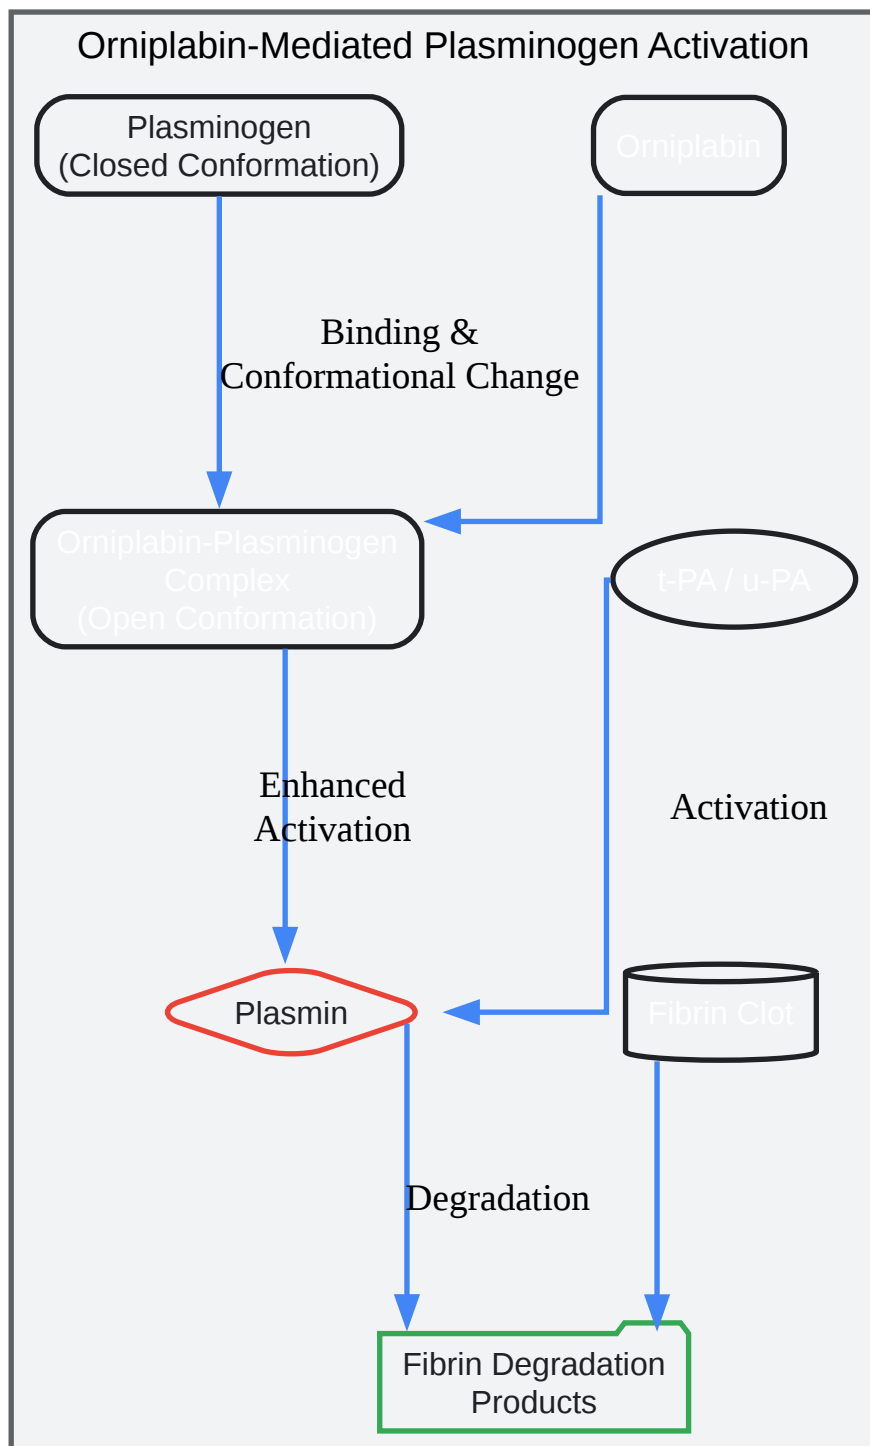 Orniplabin-Mediated Plasminogen Activation
Plasminogen
(Closed Conformation)
Orniplabin
Binding &
Conformational Change
Orniplabin-Plasminogen
Complex
(Open Conformation)
t-PA / u-PA
Enhanced
Activation
Activation
Plasmin
Fibrin Clot
Degradation
Fibrin Degradation
Products